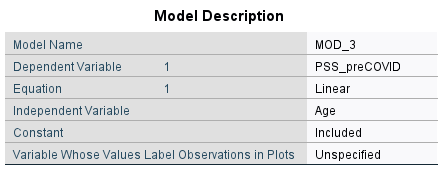 Model Description
Model Name MOD_3
Dependent Variable 1 PSS_preCOVID
Equation 1 Linear
Independent Variable Age
Constant Included
Variable Whose Values Label Observations in Plots Unspecified